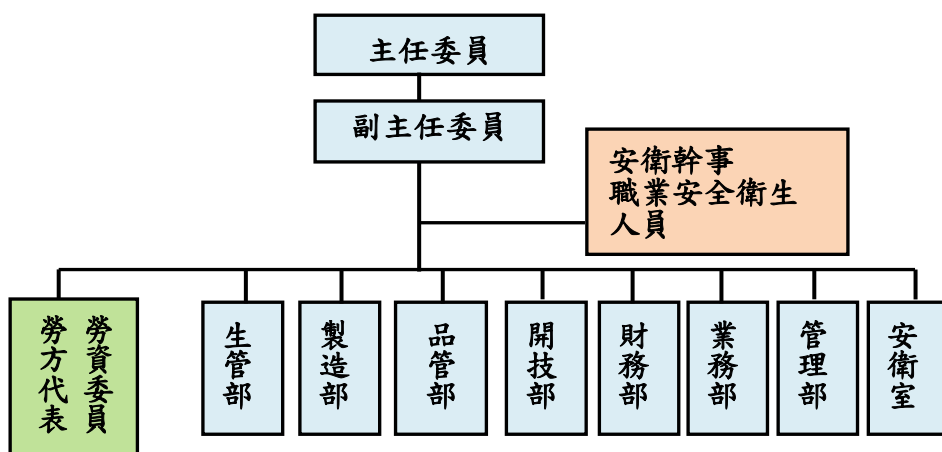 主任委員
副主任委員
安衛幹事
職業安全衛生
人員
勞資委員
勞方代表
生管部
製造部
品管部
開技部
財務部
業務部
管理部
安衛室